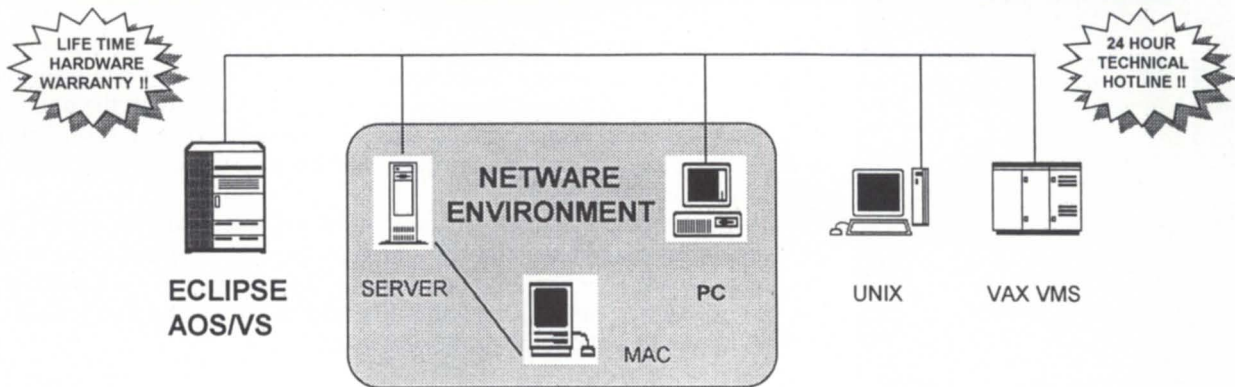 LIFE TIME
HARDWARE
WARRANTY !!
24 HOUR
TECHNICAL
HOTLINE !!
NETWARE
ENVIRONMENT
ECLIPSE
AOS/VS
SERVER
MAC
PC
UNIX
VAX VMS